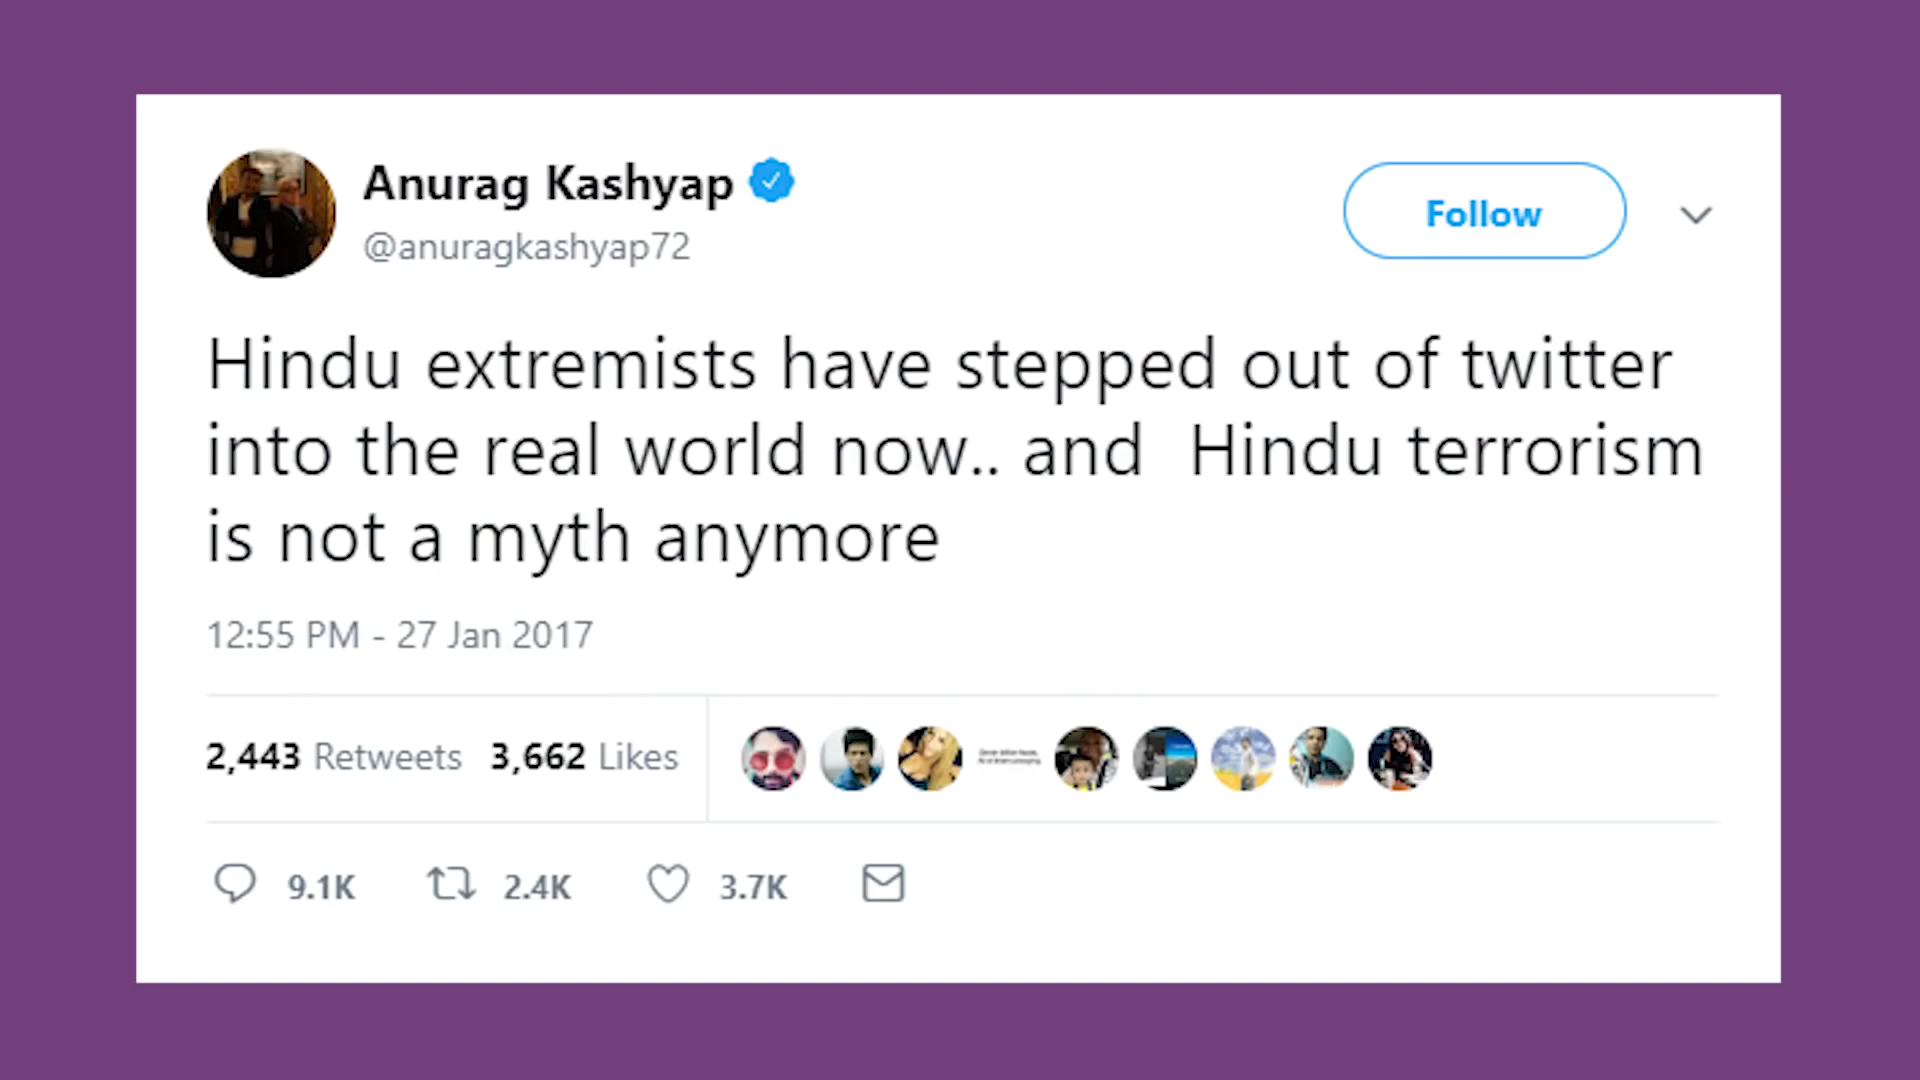 Anurag Kashyap
@anuragkashyap72
Follow
Hindu extremists have stepped out of twitter
into the real world now.. and  Hindu terrorism
is not a myth anymore
12:55 PM - 27 Jan 2017
2,443 Retweets 3,662 Likes
9.1K 2.4K 3.7K